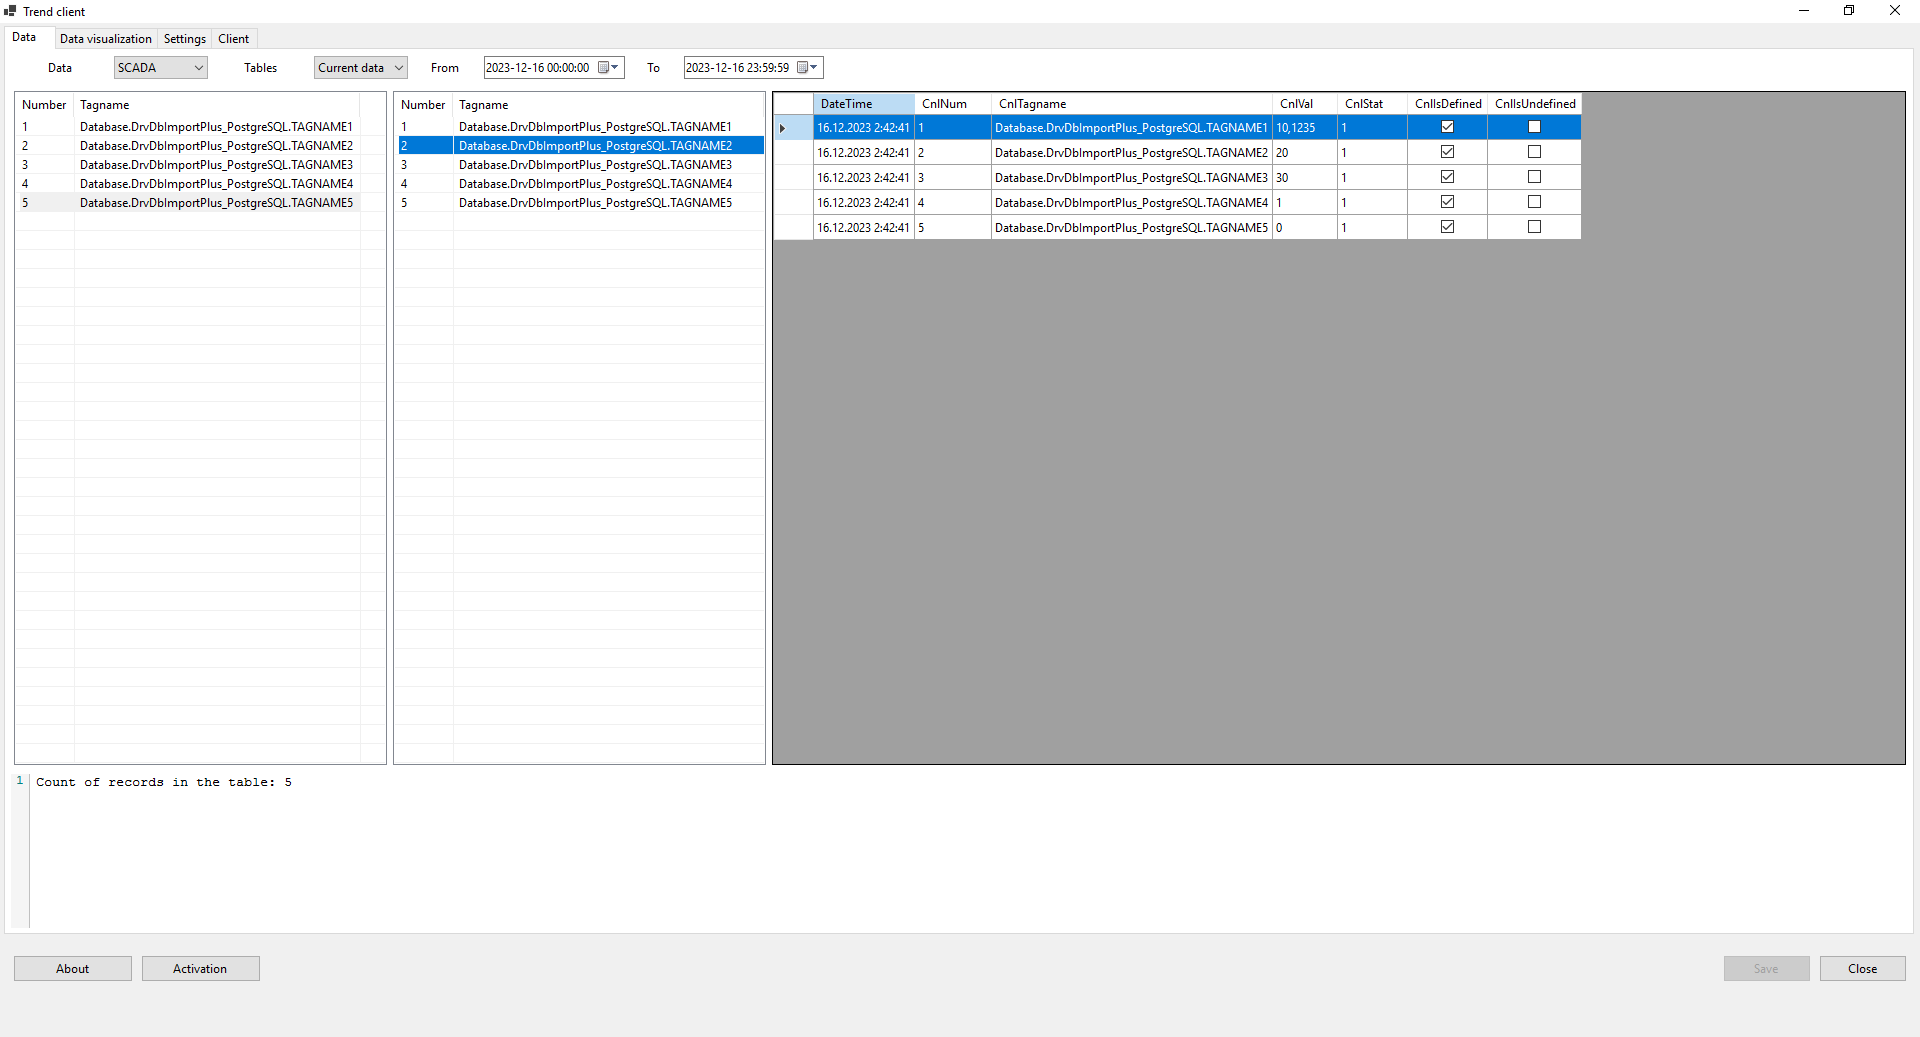 Trend client
Data Data visualization Settings Client
Data SCADA Tables Current data From 2023-12-16 00:00:00 To 2023-12-16 23:59:59
Number Tagname
1 Database.DrvDbImportPlus_PostgreSQL.TAGNAME1
2 Database.DrvDbImportPlus_PostgreSQL.TAGNAME2
3 Database.DrvDbImportPlus_PostgreSQL.TAGNAME3
4 Database.DrvDbImportPlus_PostgreSQL.TAGNAME4
5 Database.DrvDbImportPlus_PostgreSQL.TAGNAME5
Number Tagname
1 Database.DrvDbImportPlus_PostgreSQL.TAGNAME1
2 Database.DrvDbImportPlus_PostgreSQL.TAGNAME2
3 Database.DrvDbImportPlus_PostgreSQL.TAGNAME3
4 Database.DrvDbImportPlus_PostgreSQL.TAGNAME4
5 Database.DrvDbImportPlus_PostgreSQL.TAGNAME5
DateTime CnlNum CnlTagname CnlVal CnlStat CnlIsDefined CnlIsUndefined
16.12.2023 2:42:41 1 Database.DrvDbImportPlus_PostgreSQL.TAGNAME1 10,1235 1
16.12.2023 2:42:41 2 Database.DrvDbImportPlus_PostgreSQL.TAGNAME2 20 1
16.12.2023 2:42:41 3 Database.DrvDbImportPlus_PostgreSQL.TAGNAME3 30 1
16.12.2023 2:42:41 4 Database.DrvDbImportPlus_PostgreSQL.TAGNAME4 1 1
16.12.2023 2:42:41 5 Database.DrvDbImportPlus_PostgreSQL.TAGNAME5 0 1
1 Count of records in the table: 5
About Activation Save Close